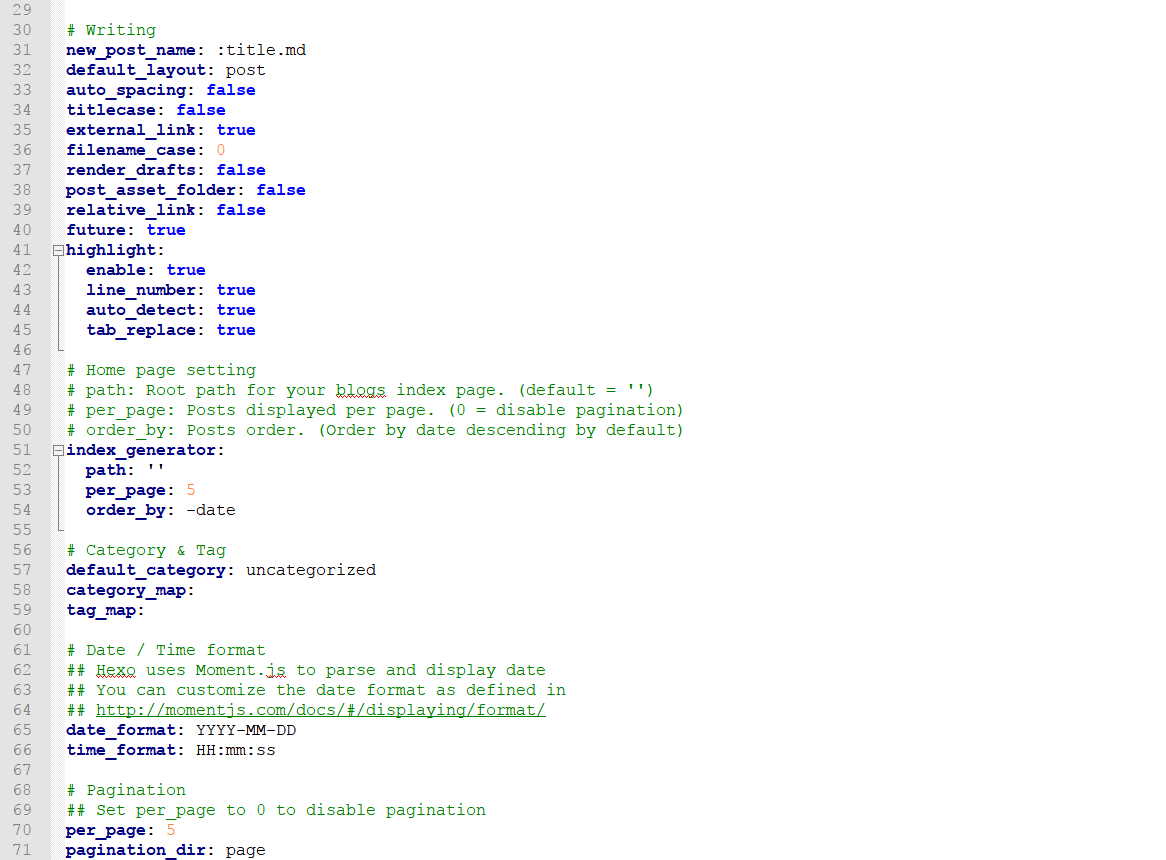 29
30 # Writing
31 new_post_name: :title.md
32 default_layout: post
33 auto_spacing: false
34 titlecase: false
35 external_link: true
36 filename_case: 0
37 render_drafts: false
38 post_asset_folder: false
39 relative_link: false
40 future: true
41 highlight:
42   enable: true
43   line_number: true
44   auto_detect: true
45   tab_replace: true
46
47 # Home page setting
48 # path: Root path for your blogs index page. (default = '')
49 # per_page: Posts displayed per page. (0 = disable pagination)
50 # order_by: Posts order. (Order by date descending by default)
51 index_generator:
52   path: ''
53   per_page: 5
54   order_by: -date
55
56 # Category & Tag
57 default_category: uncategorized
58 category_map:
59 tag_map:
60
61 # Date / Time format
62 ## Hexo uses Moment.js to parse and display date
63 ## You can customize the date format as defined in
64 ## http://momentjs.com/docs/#/displaying/format/
65 date_format: YYYY-MM-DD
66 time_format: HH:mm:ss
67
68 # Pagination
69 ## Set per_page to 0 to disable pagination
70 per_page: 5
71 pagination_dir: page